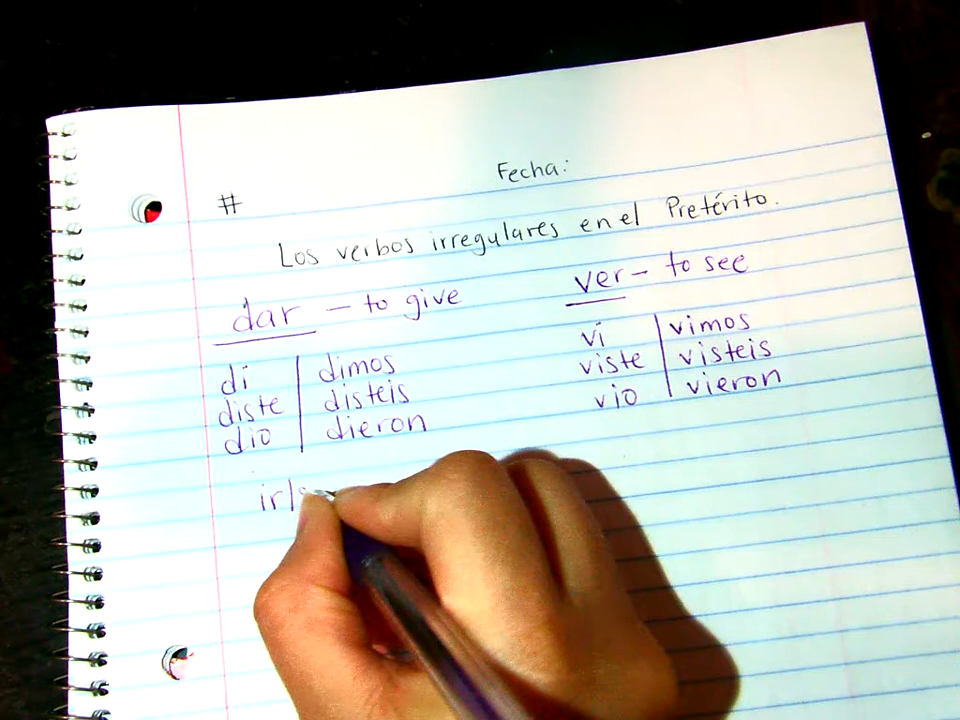 Fecha:
#
Los verbos irregulares en el Pretérito.
dar - to give
ver - to see
di | dimos
diste | disteis
dio | dieron
vi | vimos
viste | visteis
vio | vieron
ir/